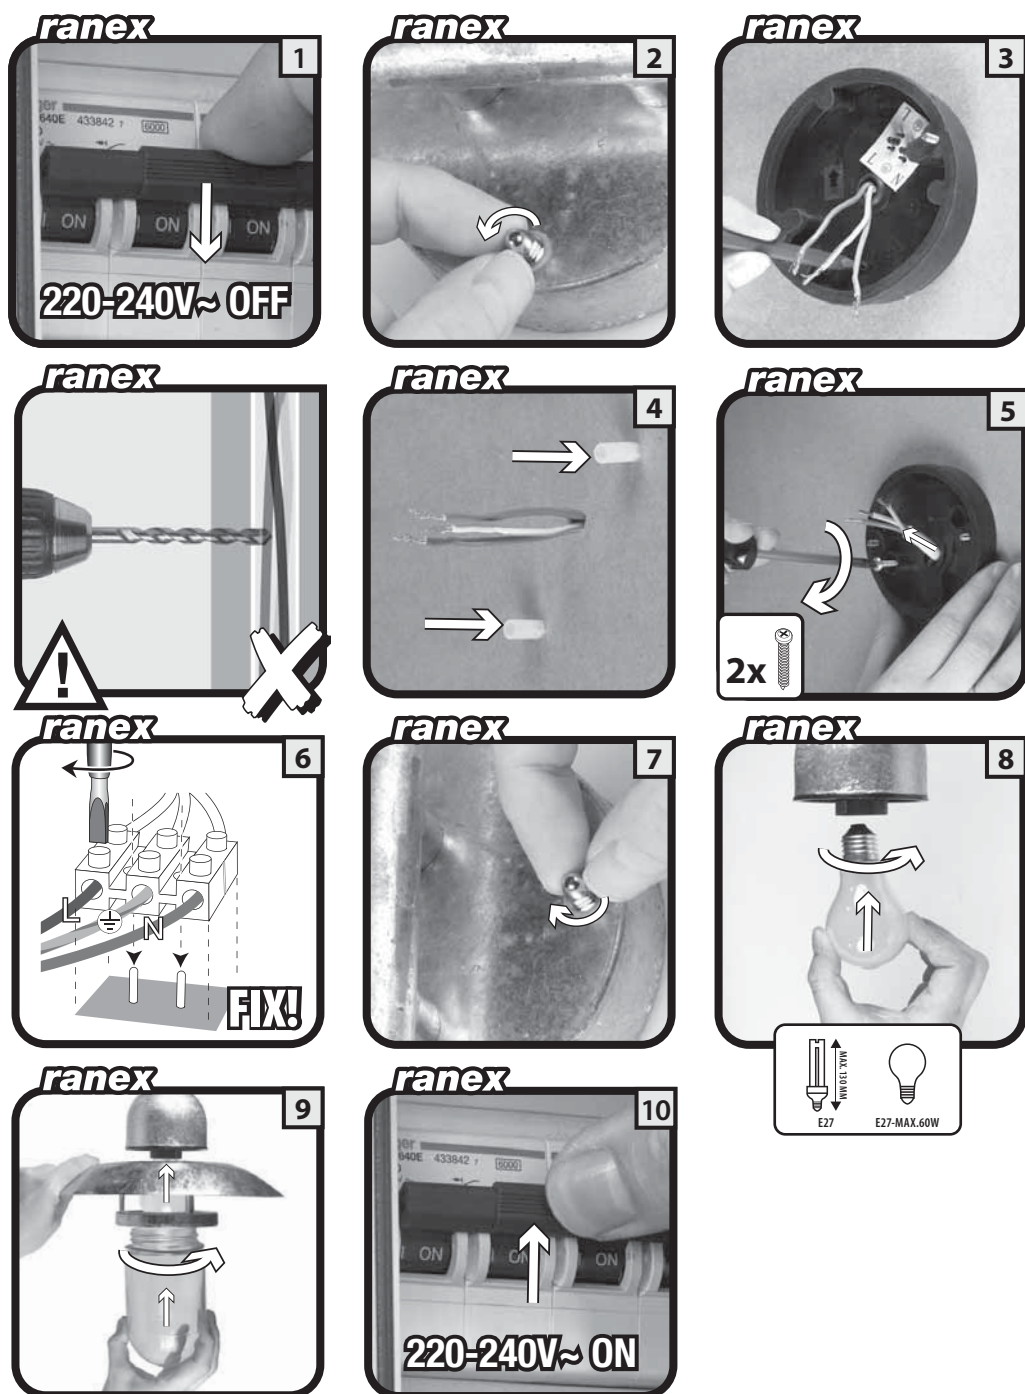 ranex
1
ger
640E 433842 7 6000
ON
ON
ON
220-240V~ OFF
ranex
2
ranex
3
L
L
N
ranex
!
ranex
4
ranex
5
2x
ranex
6
L
N
FIX!
ranex
7
ranex
8
MAX. 130 MM
E27
E27-MAX.60W
ranex
9
ranex
10
ger
640E 433842 7 6000
ON
ON
ON
220-240V~ ON